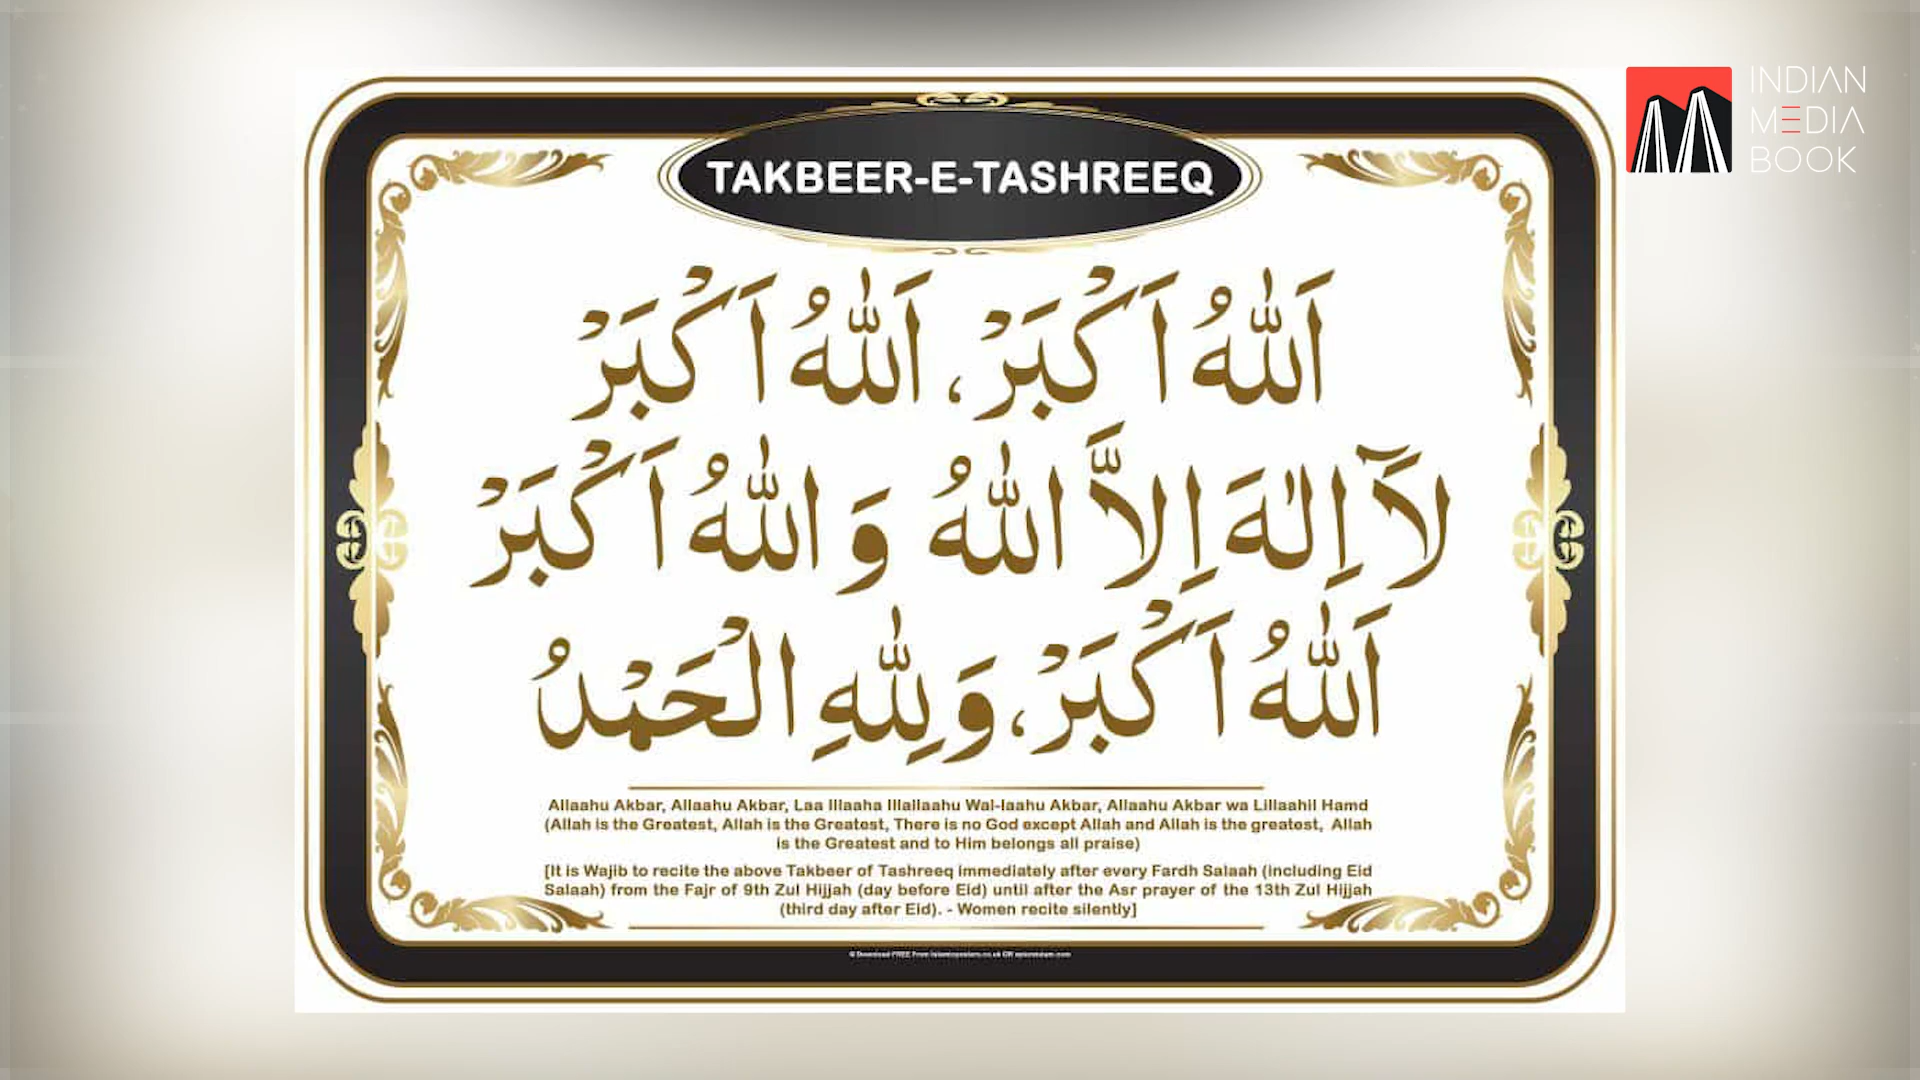 INDIAN
MEDIA
BOOK
TAKBEER-E-TASHREEQ
اَللّٰهُ اَكْبَرْ، اَللّٰهُ اَكْبَرْ
لَآ اِلٰهَ اِلاَّ اللّٰهُ وَ اللّٰهُ اَكْبَرْ
اَللّٰهُ اَكْبَرْ، وَ لِلّٰهِ الْحَمْدُ
Allaahu Akbar, Allaahu Akbar, Laa Illaaha Illallaahu Wal-laahu Akbar, Allaahu Akbar wa Lillaahil Hamd
(Allah is the Greatest, Allah is the Greatest, There is no God except Allah and Allah is the greatest, Allah
is the Greatest and to Him belongs all praise)
[It is Wajib to recite the above Takbeer of Tashreeq immediately after every Fardh Salaah (including Eid
Salaah) from the Fajr of 9th Zul Hijjah (day before Eid) until after the Asr prayer of the 13th Zul Hijjah
(third day after Eid). - Women recite silently]
Download FREE From